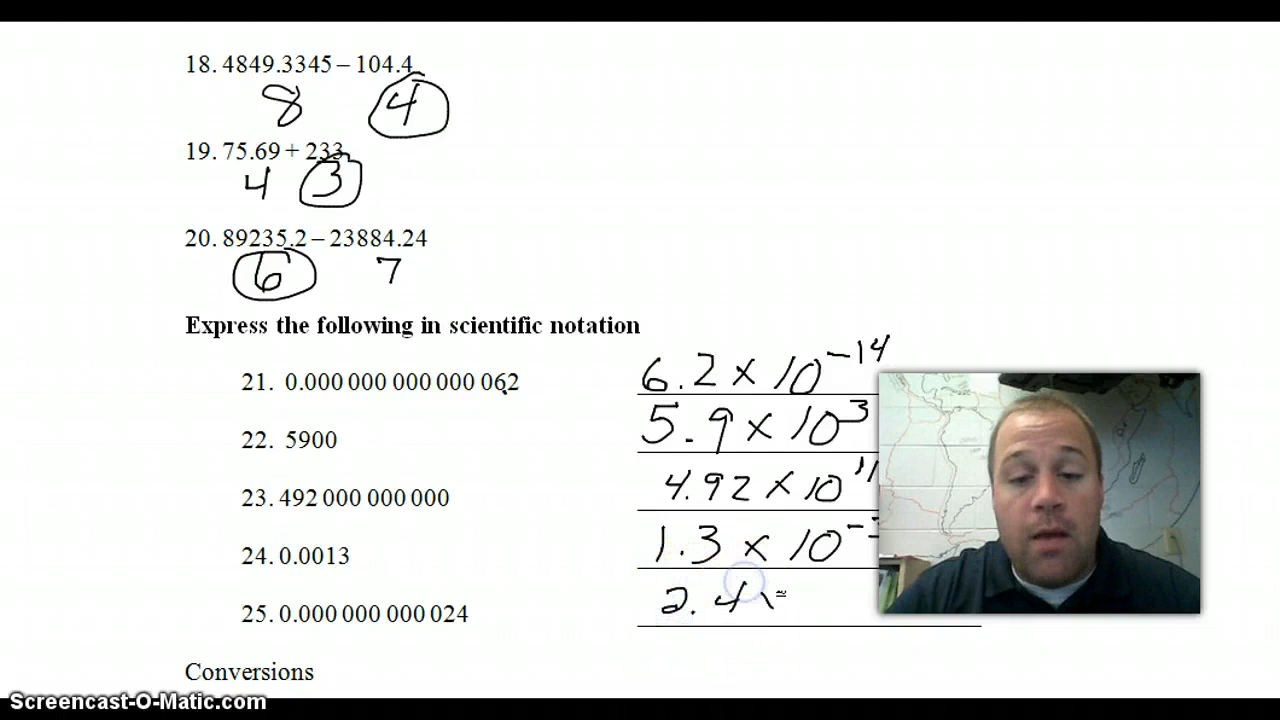 18. 4849.3345 – 104.4
8 4
19. 75.69 + 233
4 3
20. 89235.2 – 23884.24
6 7
Express the following in scientific notation
21. 0.000 000 000 000 062 6.2 x 10^-14
22. 5900 5.9 x 10^3
23. 492 000 000 000 4.92 x 10^11
24. 0.0013 1.3 x 10^-
25. 0.000 000 000 024 2.4
Conversions
Screencast-O-Matic.com